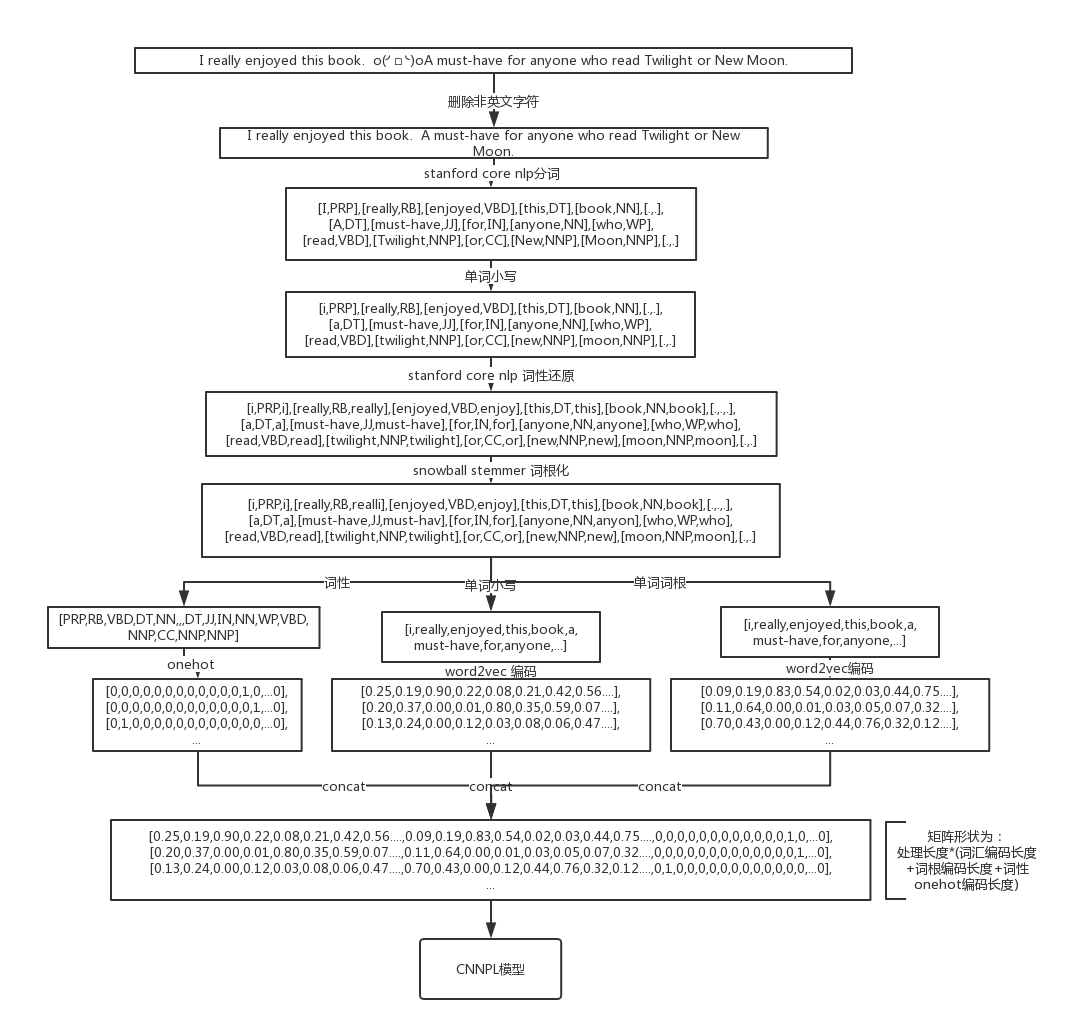 I really enjoyed this book.  o(╯□╰)oA must-have for anyone who read Twilight or New Moon.
删除非英文字符
I really enjoyed this book.  A must-have for anyone who read Twilight or New
Moon.
stanford core nlp分词
[I,PRP],[really,RB],[enjoyed,VBD],[this,DT],[book,NN],[.,.],
[A,DT],[must-have,JJ],[for,IN],[anyone,NN],[who,WP],
[read,VBD],[Twilight,NNP],[or,CC],[New,NNP],[Moon,NNP],[.,.]
单词小写
[i,PRP],[really,RB],[enjoyed,VBD],[this,DT],[book,NN],[.,.],
[a,DT],[must-have,JJ],[for,IN],[anyone,NN],[who,WP],
[read,VBD],[twilight,NNP],[or,CC],[new,NNP],[moon,NNP],[.,.]
stanford core nlp 词性还原
[i,PRP,i],[really,RB,really],[enjoyed,VBD,enjoy],[this,DT,this],[book,NN,book],[.,.,.],
[a,DT,a],[must-have,JJ,must-have],[for,IN,for],[anyone,NN,anyone],[who,WP,who],
[read,VBD,read],[twilight,NNP,twilight],[or,CC,or],[new,NNP,new],[moon,NNP,moon],[.,.]
snowball stemmer 词根化
[i,PRP,i],[really,RB,realli],[enjoyed,VBD,enjoy],[this,DT,this],[book,NN,book],[.,.,.],
[a,DT,a],[must-have,JJ,must-hav],[for,IN,for],[anyone,NN,anyon],[who,WP,who],
[read,VBD,read],[twilight,NNP,twilight],[or,CC,or],[new,NNP,new],[moon,NNP,moon],[.,.]
词性
单词小写
单词词根
[PRP,RB,VBD,DT,NN,,,DT,JJ,IN,NN,WP,VBD,
NNP,CC,NNP,NNP]
[i,really,enjoyed,this,book,a,
must-have,for,anyone,...]
[i,really,enjoyed,this,book,a,
must-have,for,anyone,...]
onehot
word2vec 编码
word2vec编码
[0,0,0,0,0,0,0,0,0,0,0,0,1,0,...0],
[0,0,0,0,0,0,0,0,0,0,0,0,0,1,...0],
[0,1,0,0,0,0,0,0,0,0,0,0,0,0,...0],
...
[0.25,0.19,0.90,0.22,0.08,0.21,0.42,0.56....],
[0.20,0.37,0.00,0.01,0.80,0.35,0.59,0.07....],
[0.13,0.24,0.00,0.12,0.03,0.08,0.06,0.47....],
...
[0.09,0.19,0.83,0.54,0.02,0.03,0.44,0.75....],
[0.11,0.64,0.00,0.01,0.03,0.05,0.07,0.32....],
[0.70,0.43,0.00,0.12,0.44,0.76,0.32,0.12....],
...
concat
concat
concat
[0.25,0.19,0.90,0.22,0.08,0.21,0.42,0.56....,0.09,0.19,0.83,0.54,0.02,0.03,0.44,0.75....,0,0,0,0,0,0,0,0,0,0,0,0,1,0,...0],
[0.20,0.37,0.00,0.01,0.80,0.35,0.59,0.07....,0.11,0.64,0.00,0.01,0.03,0.05,0.07,0.32....,0,0,0,0,0,0,0,0,0,0,0,0,0,1,...0],
[0.13,0.24,0.00,0.12,0.03,0.08,0.06,0.47....,0.70,0.43,0.00,0.12,0.44,0.76,0.32,0.12....,0,1,0,0,0,0,0,0,0,0,0,0,0,0,...0],
...
矩阵形状为：
处理长度*(词汇编码长度
+词根编码长度+词性
onehot编码长度)
CNNPL模型